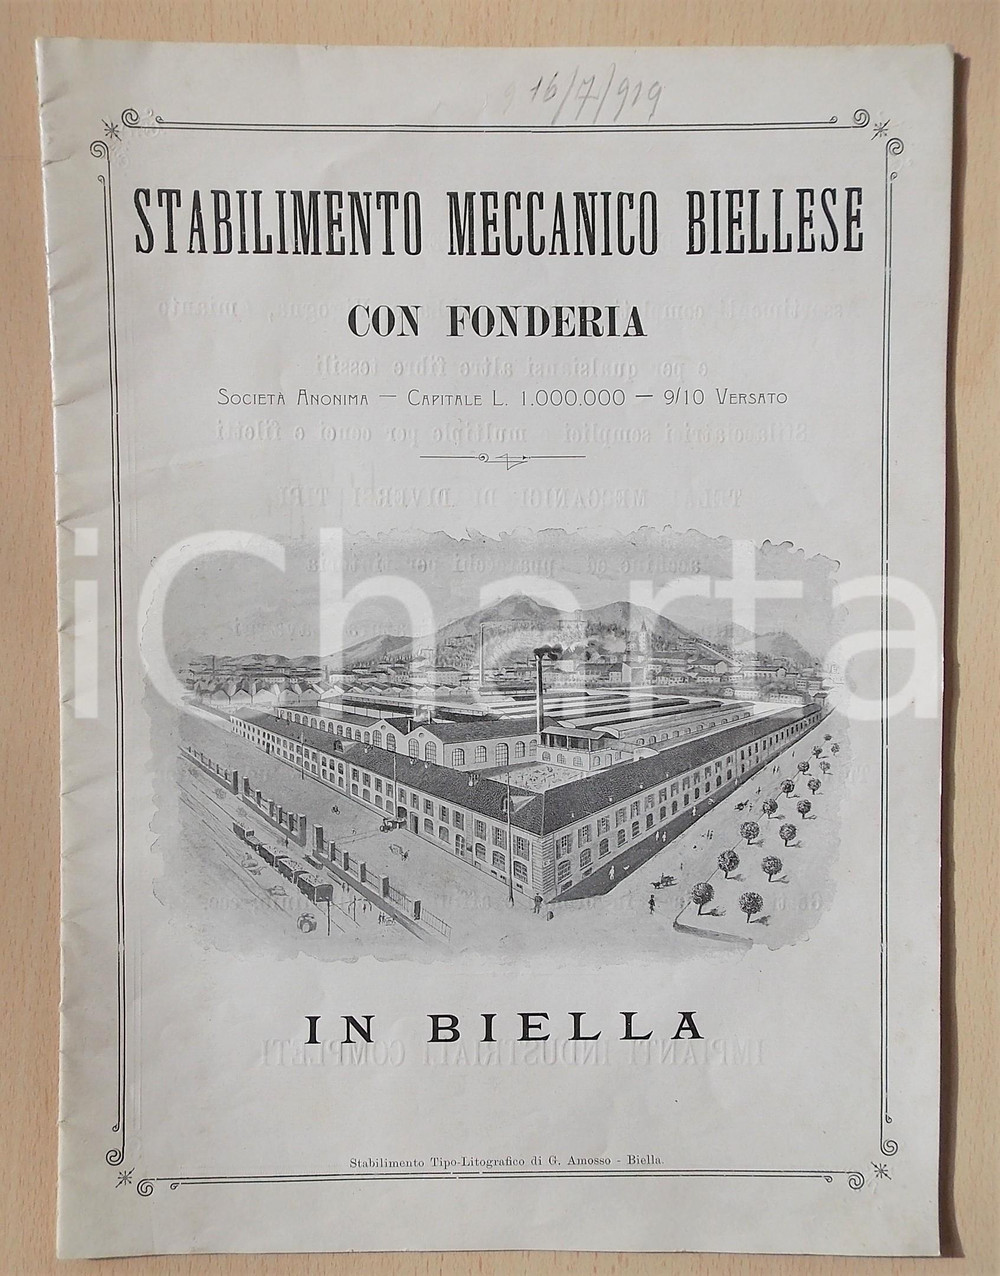 16/7/919
STABILIMENTO MECCANICO BIELLESE
CON FONDERIA
SOCIETÀ ANONIMA — CAPITALE L. 1.000.000 — 9/10 VERSATO
iCharta
IN BIELLA
Stabilimento Tipo-Litografico di G. Amosso - Biella.